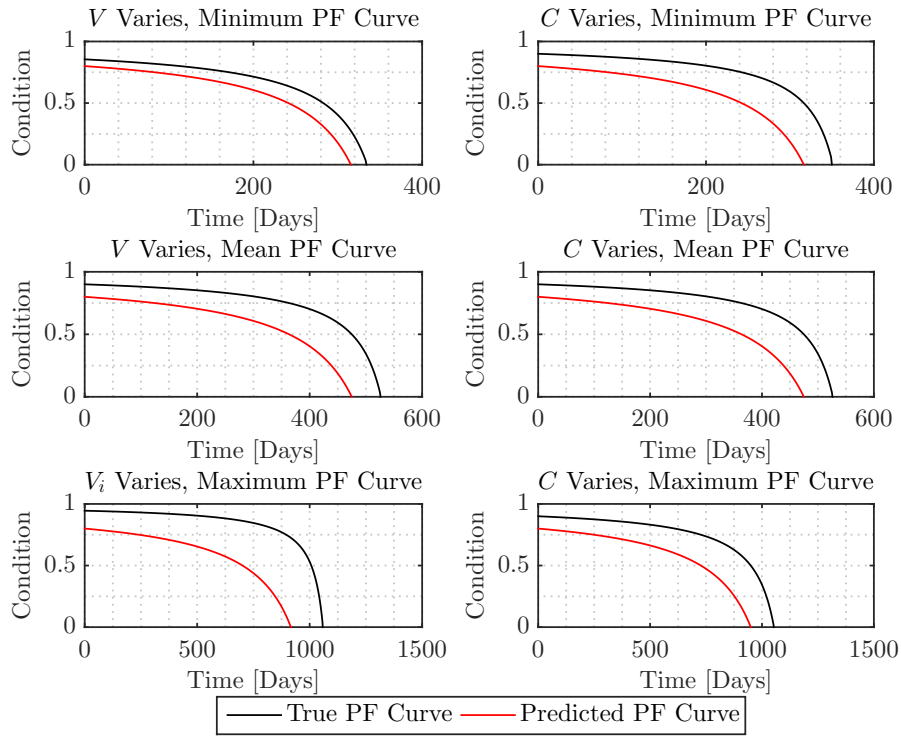 V Varies, Minimum PF Curve
1
0.5
0
Condition
0 200 400
Time [Days]
C Varies, Minimum PF Curve
1
0.5
0
Condition
0 200 400
Time [Days]
V Varies, Mean PF Curve
1
0.5
0
Condition
0 200 400 600
Time [Days]
C Varies, Mean PF Curve
1
0.5
0
Condition
0 200 400 600
Time [Days]
V_i Varies, Maximum PF Curve
1
0.5
0
Condition
0 500 1000 1500
Time [Days]
C Varies, Maximum PF Curve
1
0.5
0
Condition
0 500 1000 1500
Time [Days]
True PF Curve Predicted PF Curve